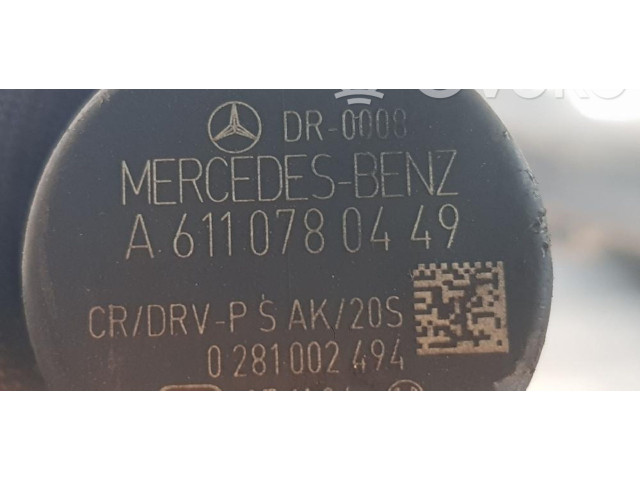 DR-0008
MERCEDES-BENZ
A 611 078 04 49
CR/DRV-P S AK/20S
0 281 002 494